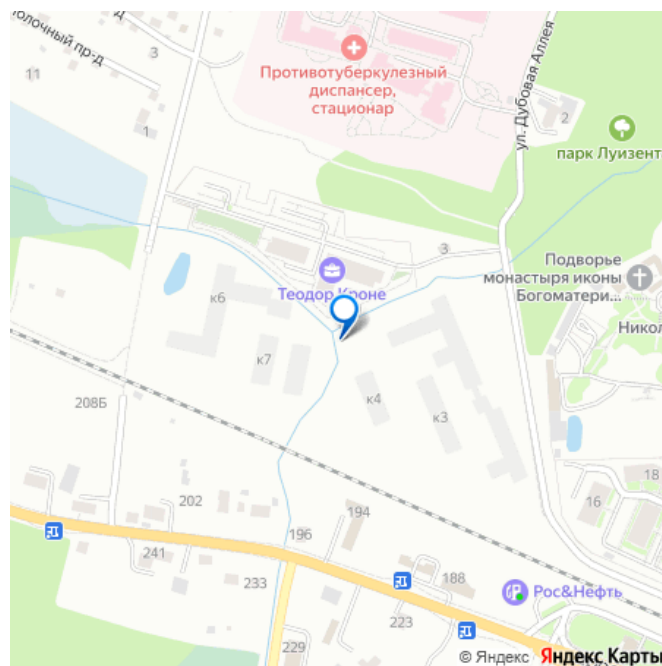 олочный пр-д
3
11
1
Противотуберкулезный
диспансер,
стационар
ул. Дубовая Аллея
2
парк Луизент
3
Подворье
монастыря иконы
Богоматери...
Никол
Теодор Кроне
к6
к7
к4
к3
208Б
202
241
196
194
233
188
223
229
18
16
Рос&Нефть
© Яндекс Яндекс Карты